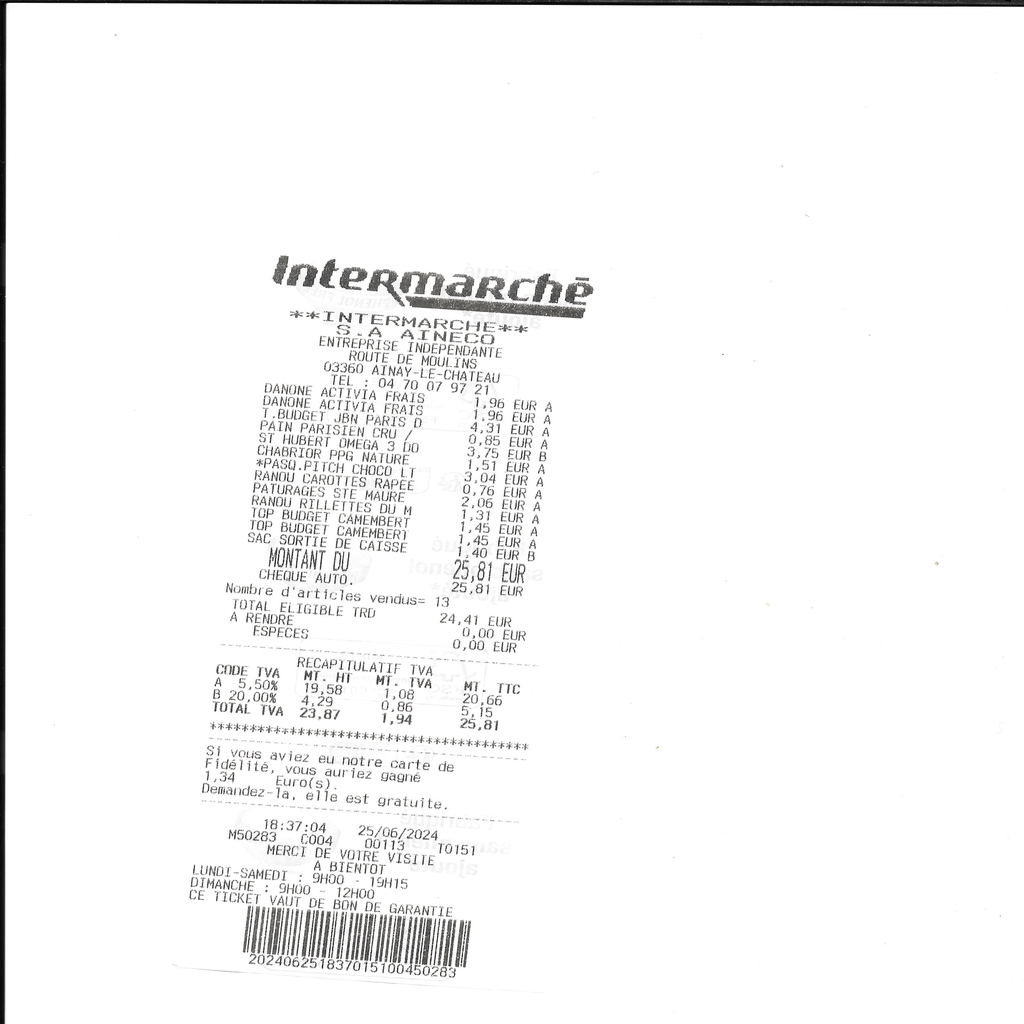 Intermarché
**INTERMARCHE**
S.A AINECO
ENTREPRISE INDEPENDANTE
ROUTE DE MOULINS
03360 AINAY-LE-CHATEAU
TEL : 04 70 07 97 21
DANONE ACTIVIA FRAIS 1,96 EUR A
DANONE ACTIVIA FRAIS 1,96 EUR A
T.BUDGET JBN PARIS D 4,31 EUR A
PAIN PARISIEN CRU / 0,85 EUR A
ST HUBERT OMEGA 3 DO 3,75 EUR B
CHABRIOR PPG NATURE 1,51 EUR A
*PASQ.PITCH CHOCO LT 3,04 EUR A
RANOU CAROTTES RAPEE 0,76 EUR A
PATURAGES STE MAURE 2,06 EUR A
RANOU RILLETTES DU M 1,31 EUR A
TOP BUDGET CAMEMBERT 1,45 EUR A
TOP BUDGET CAMEMBERT 1,45 EUR A
SAC SORTIE DE CAISSE 1,40 EUR B
MONTANT DU 25,81 EUR
CHEQUE AUTO. 25,81 EUR
Nombre d'articles vendus= 13
TOTAL ELIGIBLE TRD 24,41 EUR
A RENDRE 0,00 EUR
ESPECES 0,00 EUR
RECAPITULATIF TVA
CODE TVA MT. HT MT. TVA MT. TTC
A 5,50% 19,58 1,08 20,66
B 20,00% 4,29 0,86 5,15
TOTAL TVA 23,87 1,94 25,81
****************************************
Si vous aviez eu notre carte de
Fidélité, vous auriez gagné
1,34 Euro(s).
Demandez-la, elle est gratuite.
18:37:04 25/06/2024
M50283 C004 00113 T0151
MERCI DE VOTRE VISITE
A BIENTOT
LUNDI-SAMEDI : 9H00 - 19H15
DIMANCHE : 9H00 - 12H00
CE TICKET VAUT DE BON DE GARANTIE
202406251837015100450283